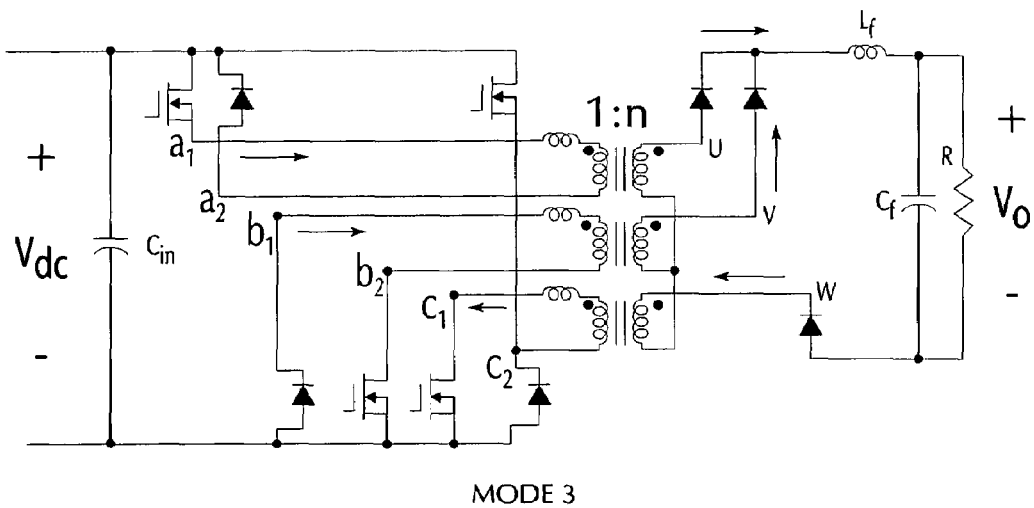 L_f
1:n
a_1
U
+
a_2
R
C_f
V_o
b_1
V
V_dc
C_in
b_2
W
C_1
-
-
C_2
+
MODE 3